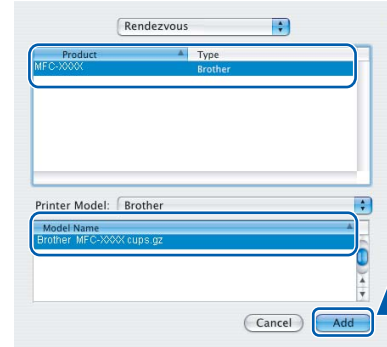 Rendezvous
Product Type
MFC-XXXX Brother
Printer Model: Brother
Model Name
Brother MFC-XXXX cups.gz
Cancel Add